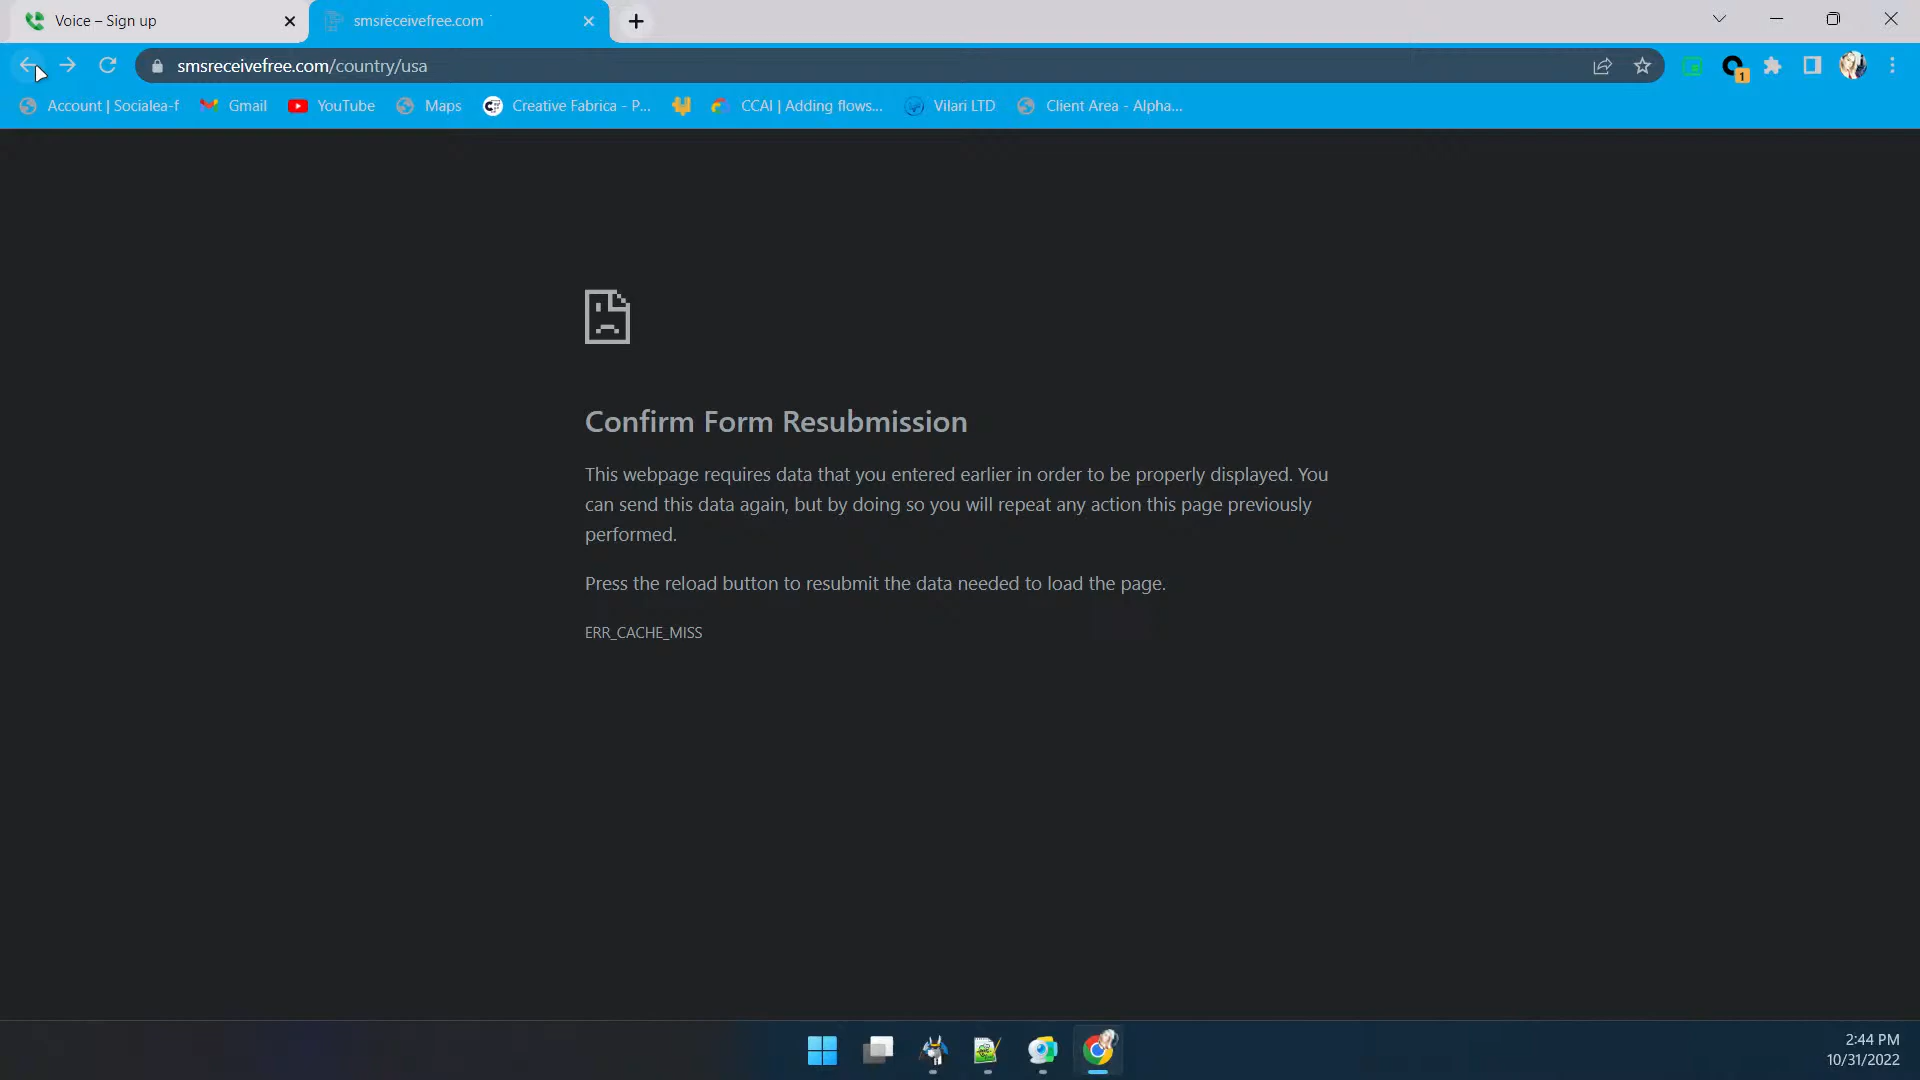 Voice – Sign up
smsreceivefree.com
smsreceivefree.com/country/usa
1
Account | Socialea-f
Gmail
YouTube
Maps
Creative Fabrica - P...
CCAI | Adding flows...
Vilari LTD
Client Area - Alpha...
Confirm Form Resubmission
This webpage requires data that you entered earlier in order to be properly displayed. You
can send this data again, but by doing so you will repeat any action this page previously
performed.
Press the reload button to resubmit the data needed to load the page.
ERR_CACHE_MISS
2:44 PM
10/31/2022